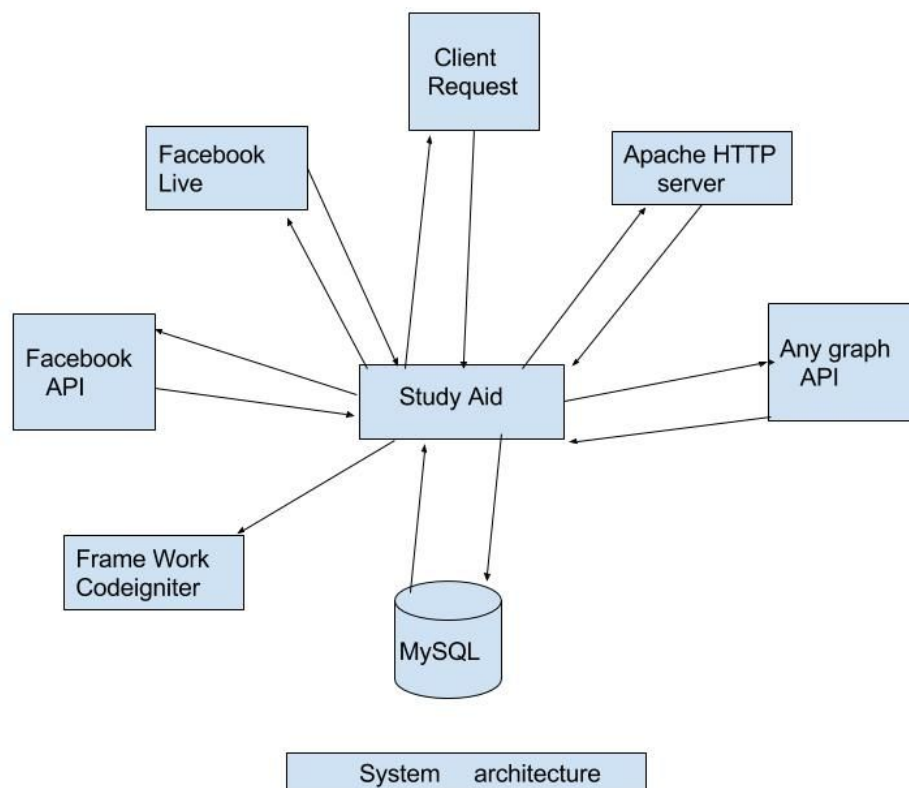 Client
Request
Facebook
Live
Apache HTTP
server
Facebook
API
Study Aid
Any graph
API
Frame Work
Codeigniter
MySQL
System architecture